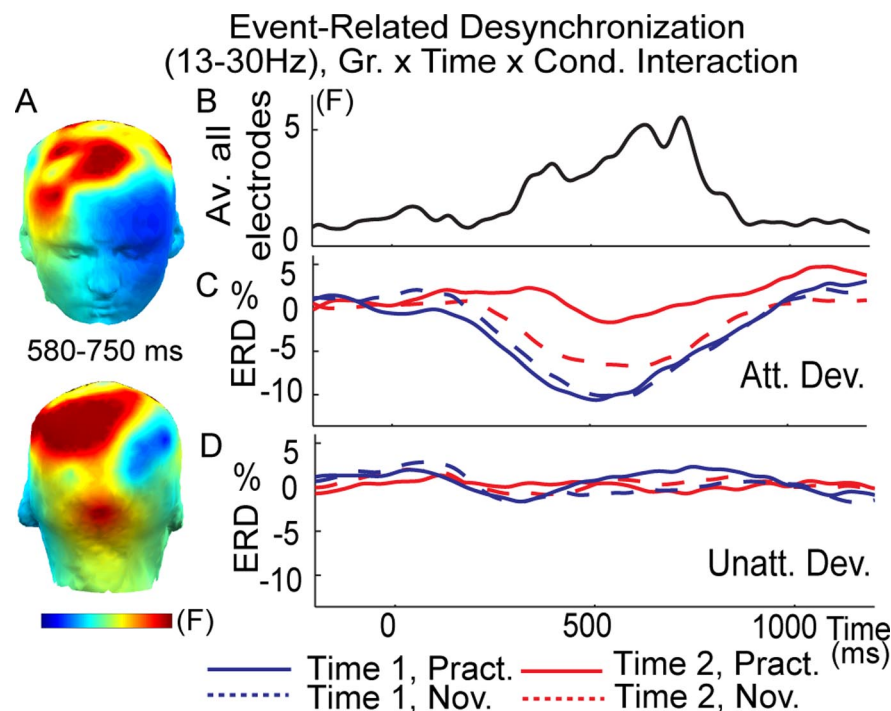 Event-Related Desynchronization
(13-30Hz), Gr. x Time x Cond. Interaction
A
B
(F)
Av. all
electrodes
5
0
580-750 ms
C
ERD %
5
0
-5
-10
Att. Dev.
D
ERD %
5
0
-5
-10
Unatt. Dev.
(F)
0
500
1000
Time
(ms)
Time 1, Pract.
Time 2, Pract.
Time 1, Nov.
Time 2, Nov.